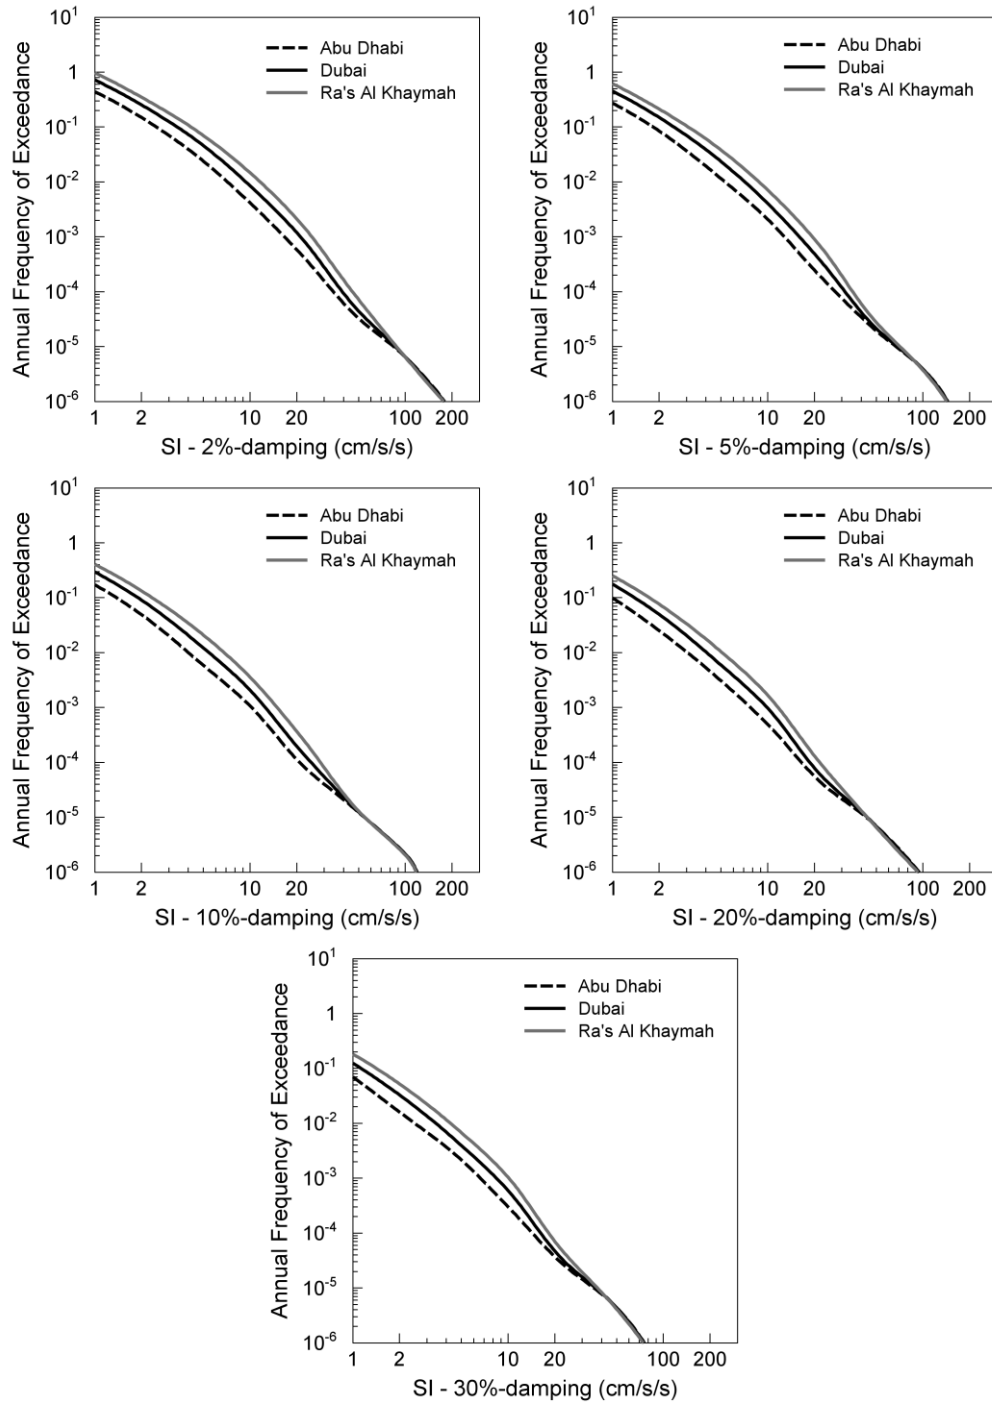 Annual Frequency of Exceedance
10¹
1
10⁻¹
10⁻²
10⁻³
10⁻⁴
10⁻⁵
10⁻⁶
Abu Dhabi
Dubai
Ra's Al Khaymah
1 2 10 20 100 200
SI - 2%-damping (cm/s/s)
Annual Frequency of Exceedance
10¹
1
10⁻¹
10⁻²
10⁻³
10⁻⁴
10⁻⁵
10⁻⁶
Abu Dhabi
Dubai
Ra's Al Khaymah
1 2 10 20 100 200
SI - 5%-damping (cm/s/s)
Annual Frequency of Exceedance
10¹
1
10⁻¹
10⁻²
10⁻³
10⁻⁴
10⁻⁵
10⁻⁶
Abu Dhabi
Dubai
Ra's Al Khaymah
1 2 10 20 100 200
SI - 10%-damping (cm/s/s)
Annual Frequency of Exceedance
10¹
1
10⁻¹
10⁻²
10⁻³
10⁻⁴
10⁻⁵
10⁻⁶
Abu Dhabi
Dubai
Ra's Al Khaymah
1 2 10 20 100 200
SI - 20%-damping (cm/s/s)
Annual Frequency of Exceedance
10¹
1
10⁻¹
10⁻²
10⁻³
10⁻⁴
10⁻⁵
10⁻⁶
Abu Dhabi
Dubai
Ra's Al Khaymah
1 2 10 20 100 200
SI - 30%-damping (cm/s/s)